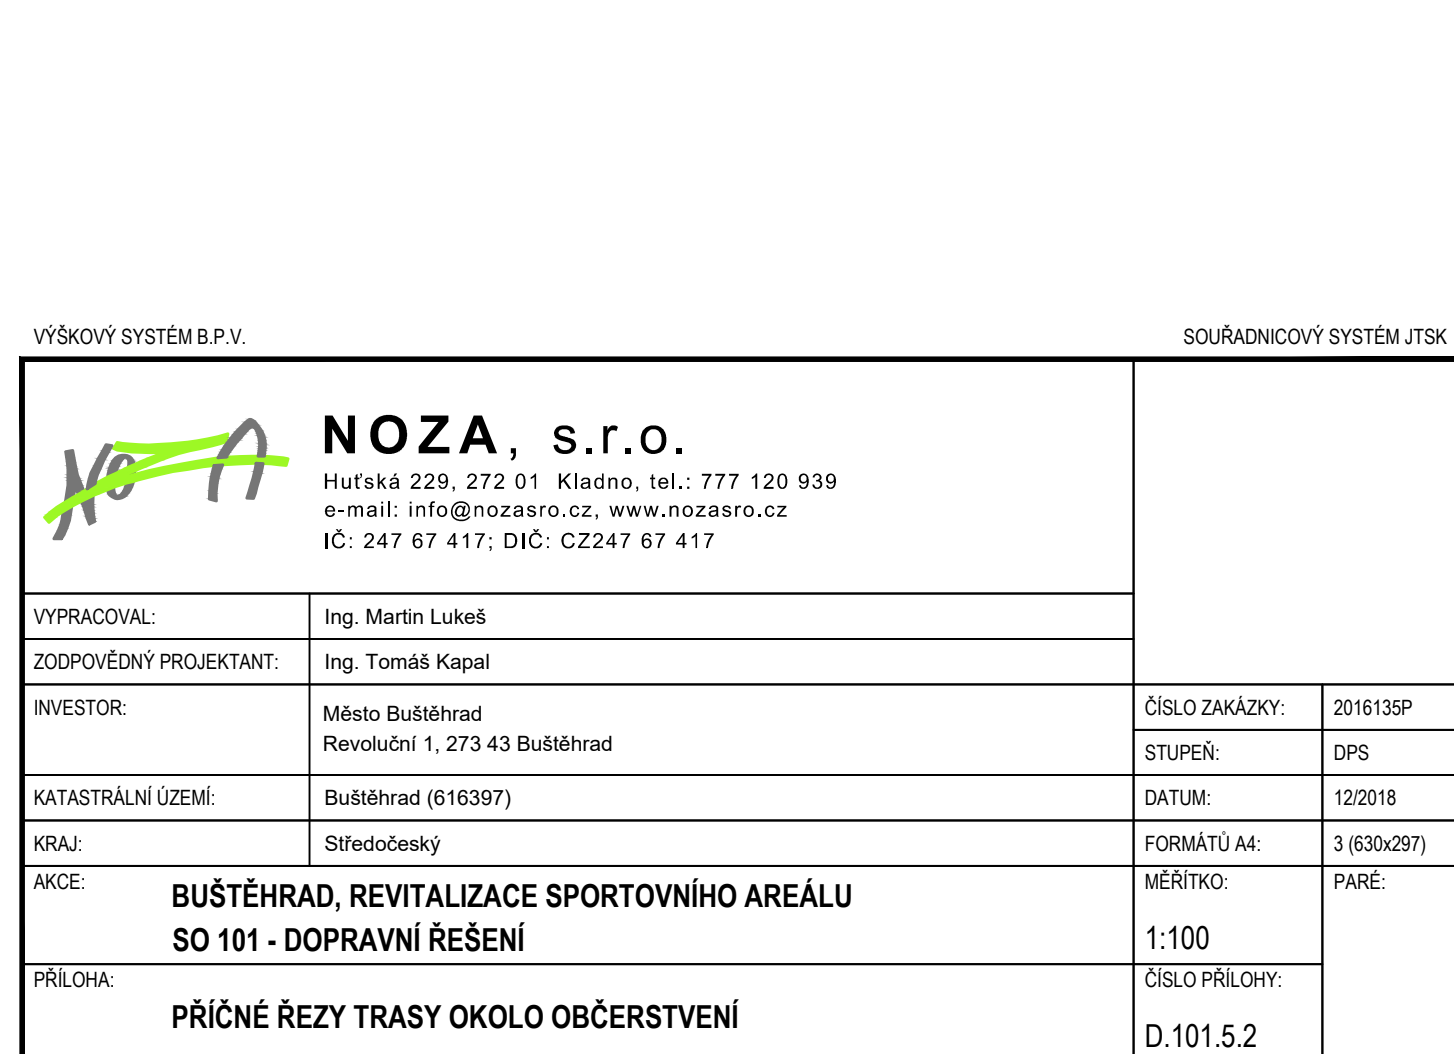 VÝŠKOVÝ SYSTÉM B.P.V.
SOUŘADNICOVÝ SYSTÉM JTSK
NOZA
NOZA, s.r.o.
Huťská 229, 272 01 Kladno, tel.: 777 120 939
e-mail: info@nozasro.cz, www.nozasro.cz
IČ: 247 67 417; DIČ: CZ247 67 417
VYPRACOVAL: Ing. Martin Lukeš
ZODPOVĚDNÝ PROJEKTANT: Ing. Tomáš Kapal
INVESTOR: Město Buštěhrad
Revoluční 1, 273 43 Buštěhrad
ČÍSLO ZAKÁZKY: 2016135P
STUPEŇ: DPS
KATASTRÁLNÍ ÚZEMÍ: Buštěhrad (616397)
DATUM: 12/2018
KRAJ: Středočeský
FORMÁTŮ A4: 3 (630x297)
AKCE: BUŠTĚHRAD, REVITALIZACE SPORTOVNÍHO AREÁLU
SO 101 - DOPRAVNÍ ŘEŠENÍ
MĚŘÍTKO:
1:100
PARÉ:
PŘÍLOHA:
PŘÍČNÉ ŘEZY TRASY OKOLO OBČERSTVENÍ
ČÍSLO PŘÍLOHY:
D.101.5.2